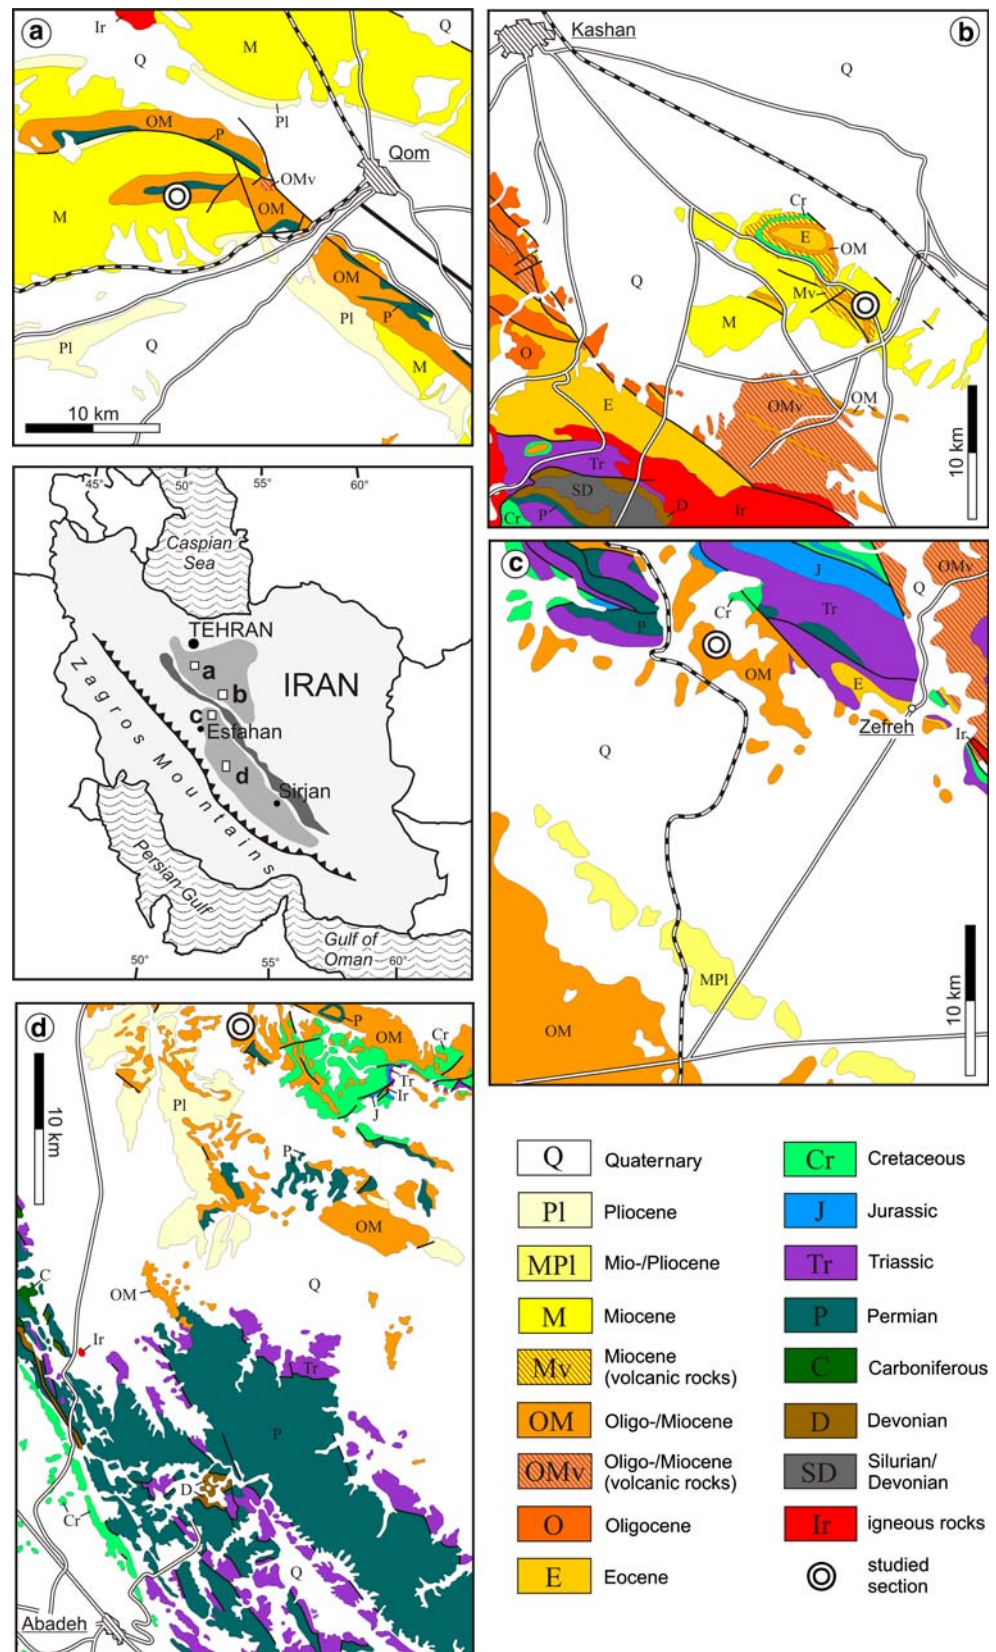 a
Ir
Q
M
Q
Pl
OM
P
Qom
OMv
OM
M
OM
P
Pl
M
Pl
Q
10 km
b
Kashan
Q
Cr
E
OM
Mv
M
Q
O
E
OMv
OM
Tr
SD
D
Ir
Cr
P
10 km
45°
50°
55°
60°
Caspian
Sea
TEHRAN
a
b
IRAN
c
Esfahan
d
Sirjan
Zagros Mountains
Persian Gulf
Gulf of
Oman
50°
55°
60°
c
J
Q
OMv
Cr
Tr
P
OM
E
Zefreh
Ir
Q
MPl
OM
10 km
d
P
OM
Cr
Tr
Ir
J
Pl
10 km
P
OM
Q
C
OM
Ir
Tr
P
D
Cr
Q
Abadeh
Q Quaternary
Pl Pliocene
MPl Mio-/Pliocene
M Miocene
Mv Miocene
(volcanic rocks)
OM Oligo-/Miocene
OMv Oligo-/Miocene
(volcanic rocks)
O Oligocene
E Eocene
Cr Cretaceous
J Jurassic
Tr Triassic
P Permian
C Carboniferous
D Devonian
SD Silurian/
Devonian
Ir igneous rocks
studied
section